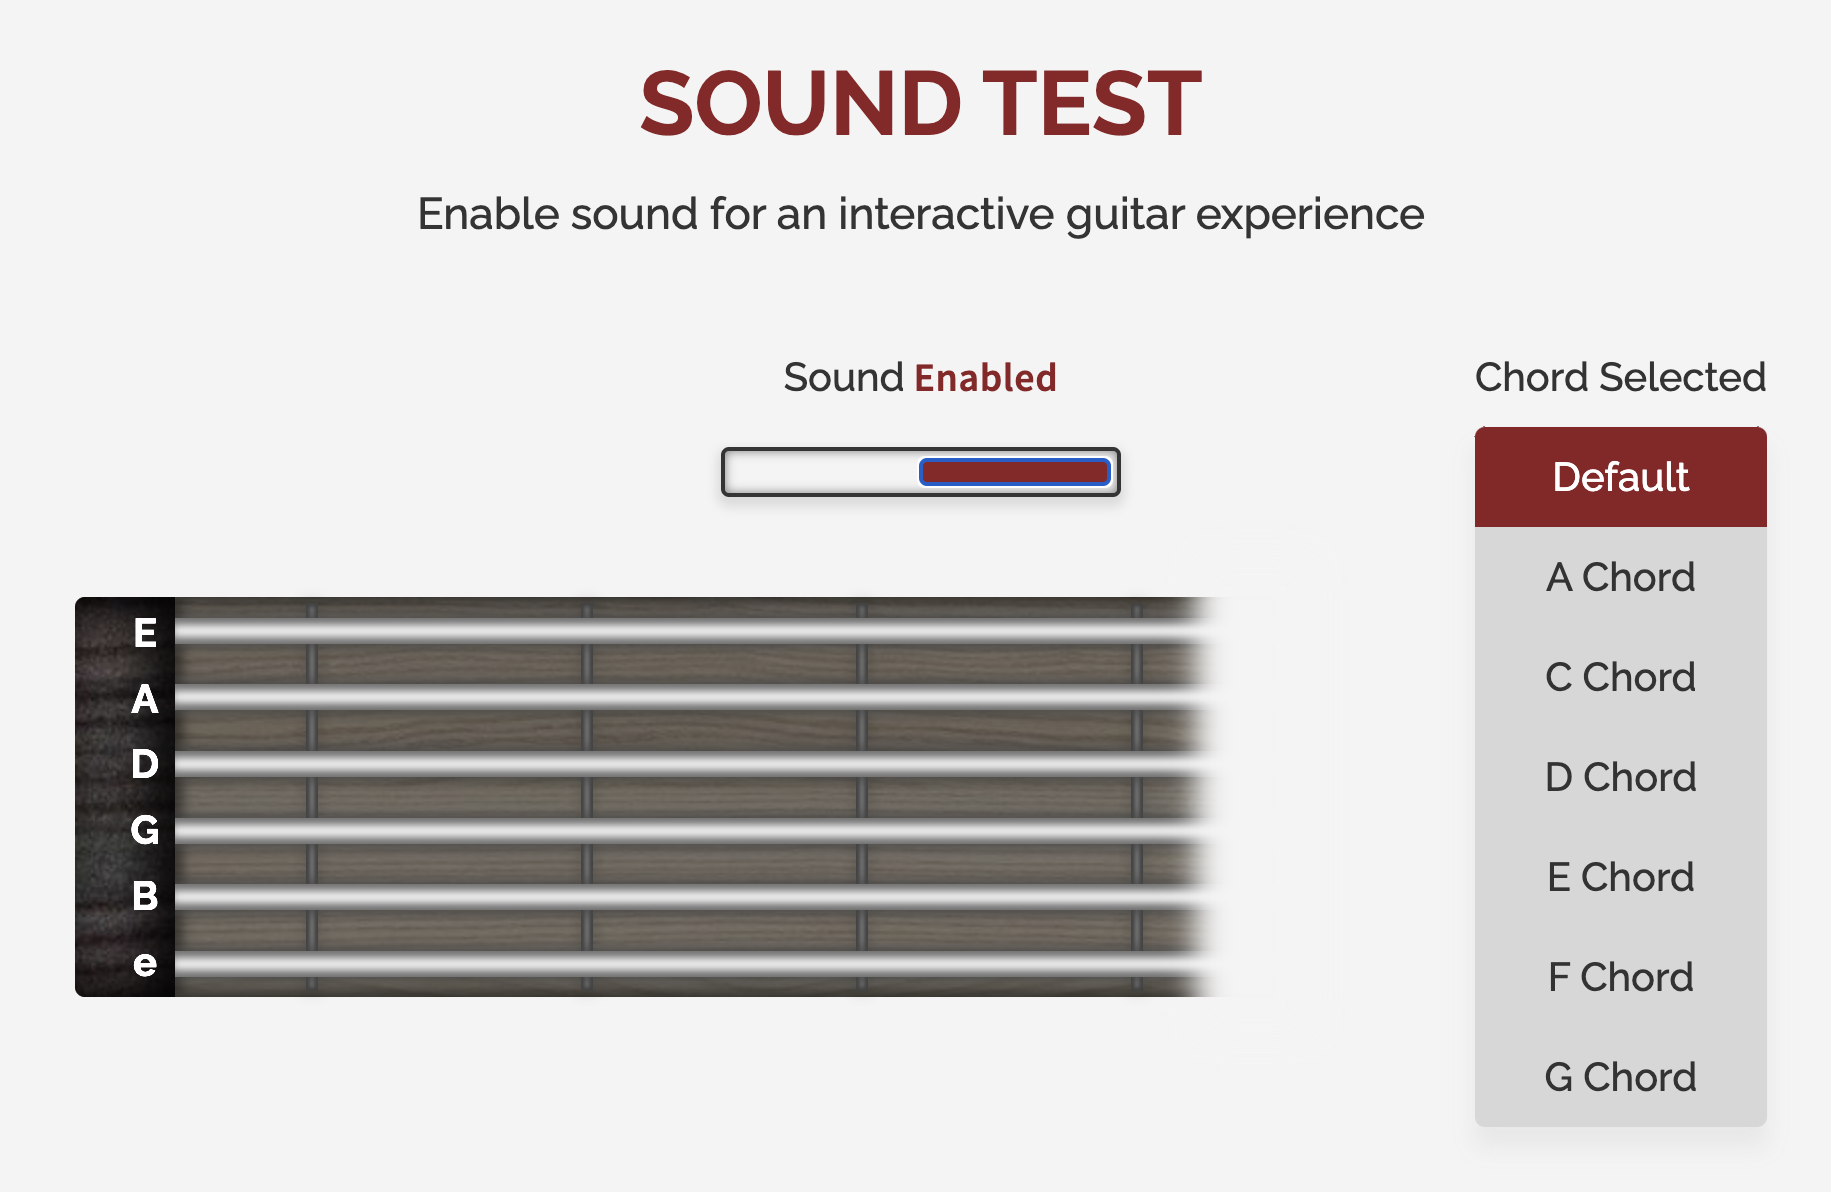 SOUND TEST
Enable sound for an interactive guitar experience
Sound Enabled
Chord Selected
Default
A Chord
C Chord
D Chord
E Chord
F Chord
G Chord
E
A
D
G
B
e